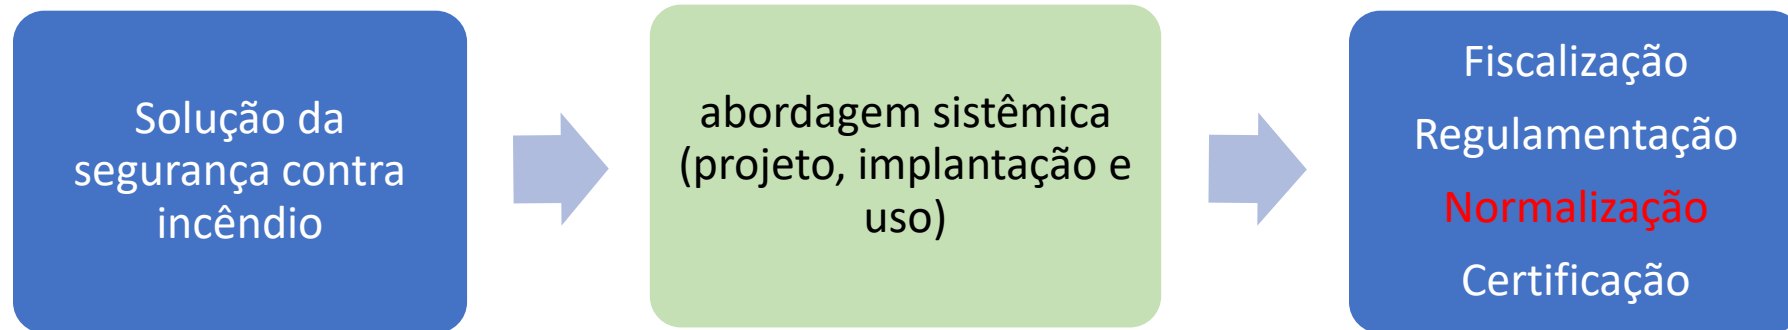 Solução da
segurança contra
incêndio
abordagem sistêmica
(projeto, implantação e
uso)
Fiscalização
Regulamentação
Normalização
Certificação